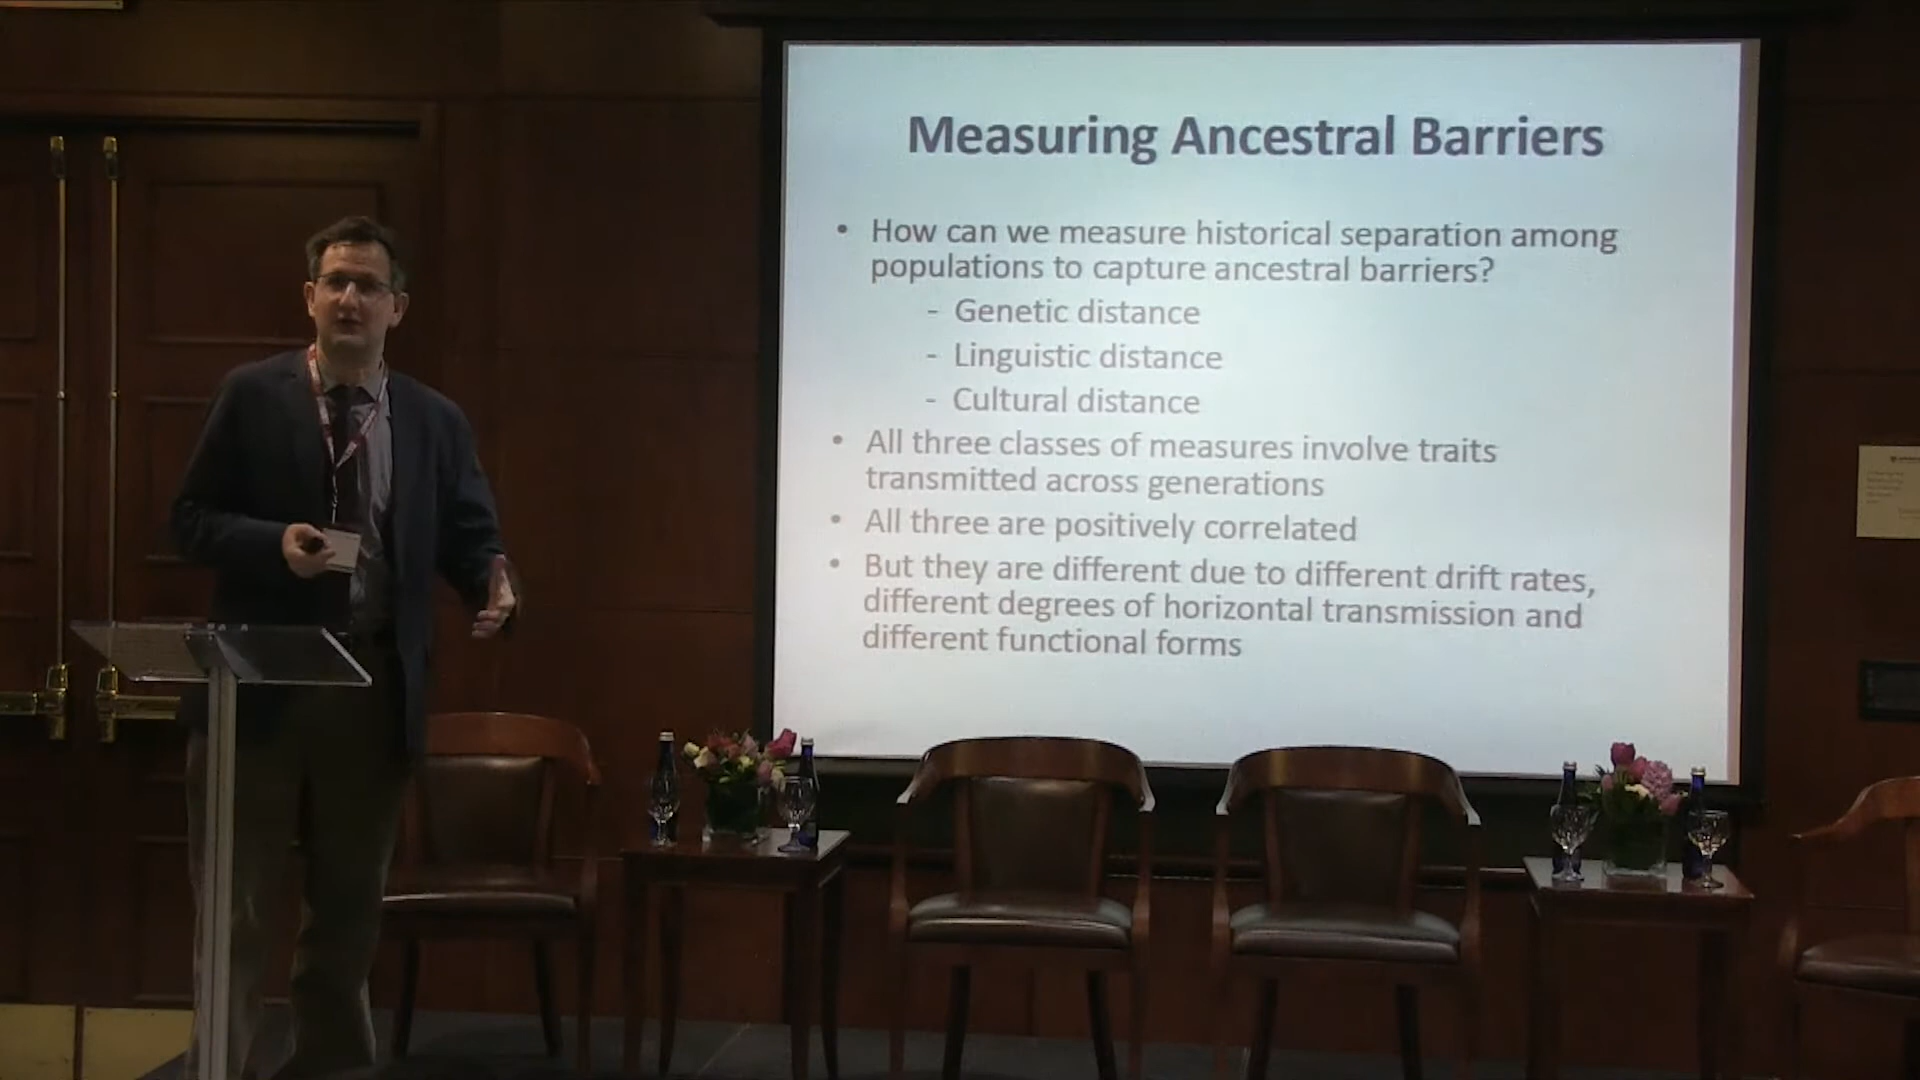 Measuring Ancestral Barriers
• How can we measure historical separation among
populations to capture ancestral barriers?
- Genetic distance
- Linguistic distance
- Cultural distance
• All three classes of measures involve traits
transmitted across generations
• All three are positively correlated
• But they are different due to different drift rates,
different degrees of horizontal transmission and
different functional forms